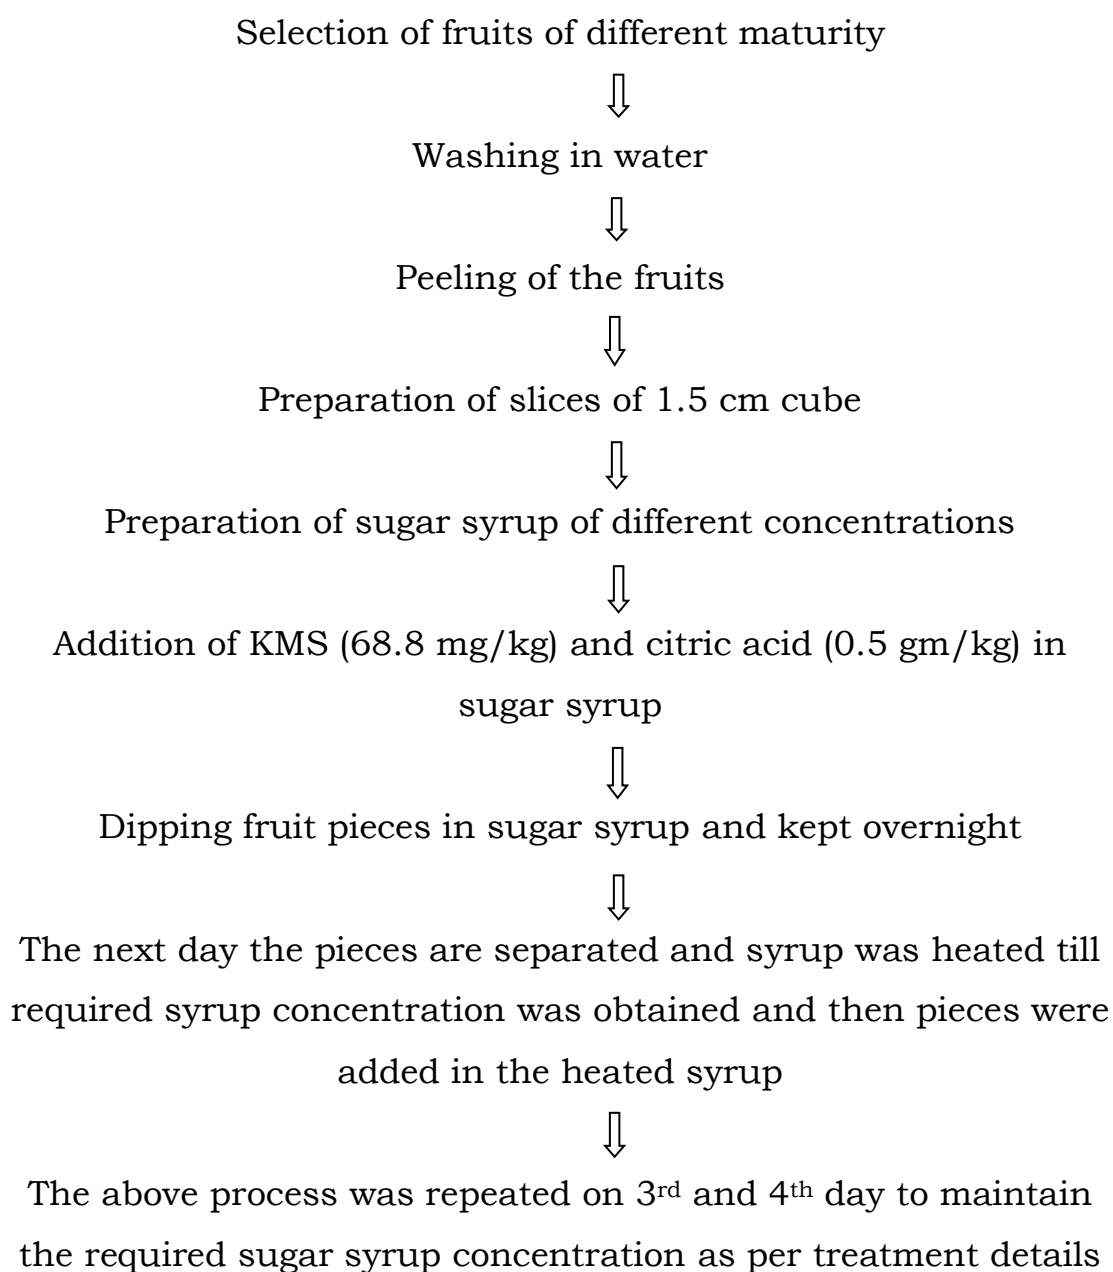 Selection of fruits of different maturity
Washing in water
Peeling of the fruits
Preparation of slices of 1.5 cm cube
Preparation of sugar syrup of different concentrations
Addition of KMS (68.8 mg/kg) and citric acid (0.5 gm/kg) in
sugar syrup
Dipping fruit pieces in sugar syrup and kept overnight
The next day the pieces are separated and syrup was heated till
required syrup concentration was obtained and then pieces were
added in the heated syrup
The above process was repeated on 3rd and 4th day to maintain
the required sugar syrup concentration as per treatment details